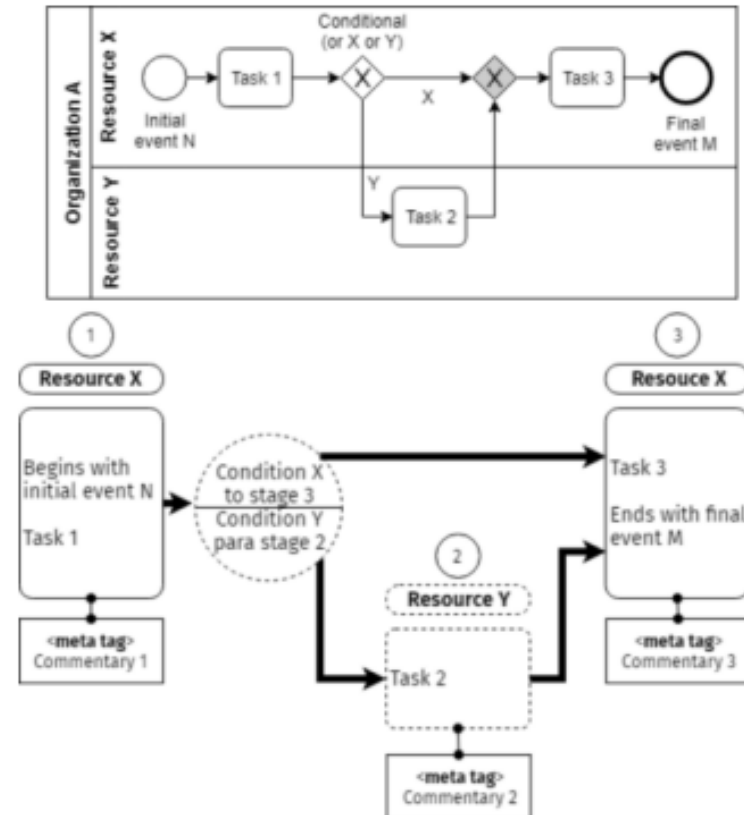 Organization A
Resource X
Resource Y
Conditional
(or X or Y)
Task 1
X
X
Task 3
X
Initial
event N
Final
event M
Y
Task 2
1
3
Resource X
Resouce X
Begins with
initial event N
Task 1
Condition X
to stage 3
Condition Y
para stage 2
Task 3
Ends with final
event M
2
Resource Y
Task 2
<meta tag>
Commentary 1
<meta tag>
Commentary 3
<meta tag>
Commentary 2